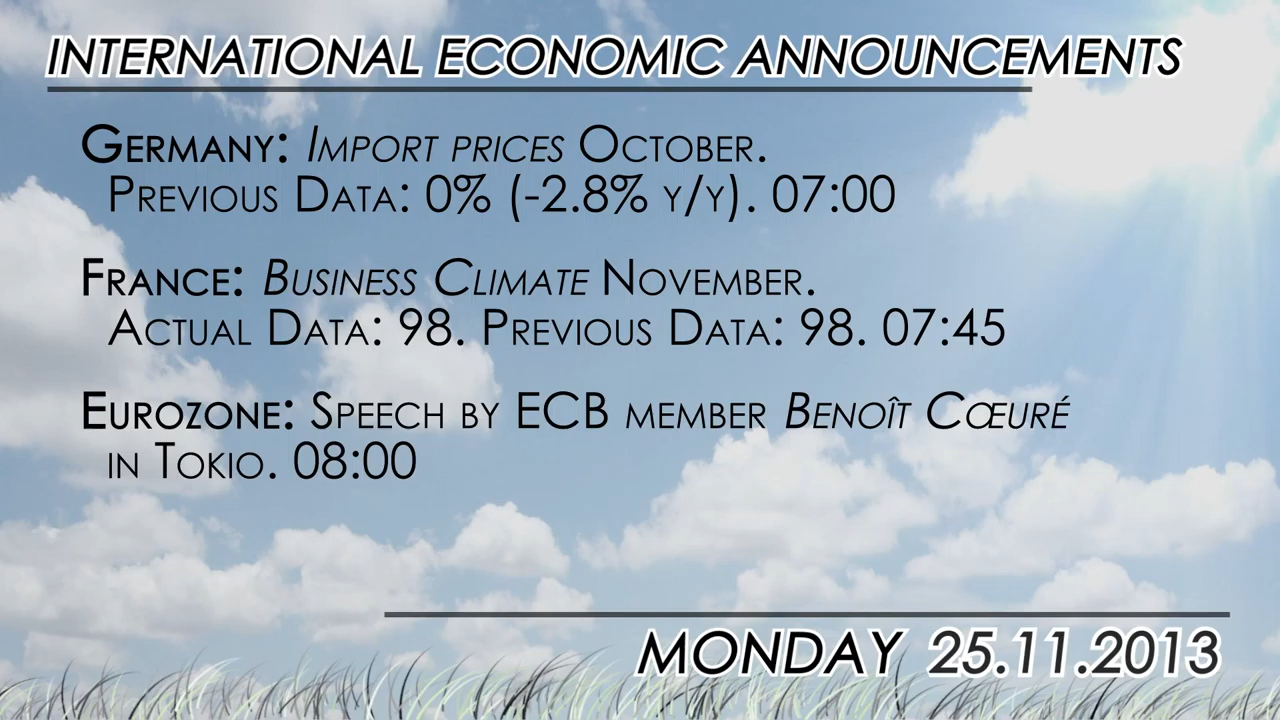 INTERNATIONAL ECONOMIC ANNOUNCEMENTS
GERMANY: IMPORT PRICES OCTOBER.
PREVIOUS DATA: 0% (-2.8% Y/Y). 07:00
FRANCE: BUSINESS CLIMATE NOVEMBER.
ACTUAL DATA: 98. PREVIOUS DATA: 98. 07:45
EUROZONE: SPEECH BY ECB MEMBER BENOÎT CŒURÉ
IN TOKIO. 08:00
MONDAY 25.11.2013